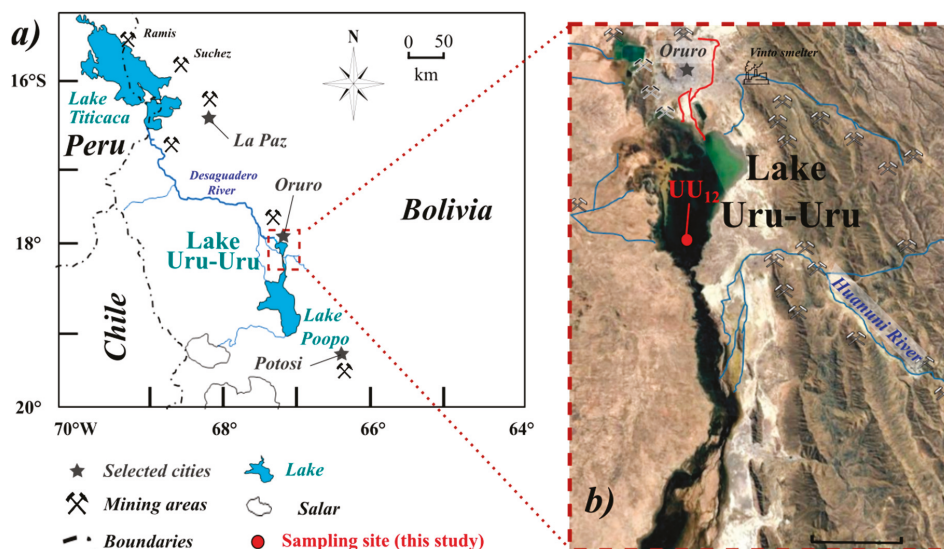 a)
Ramis
Suchez
N
0 50
km
16°S
Lake
Titicaca
Peru
La Paz
Desaguadero
River
Oruro
Bolivia
18°
Lake
Uru-Uru
Chile
Lake
Poopo
Potosi
20°
70°W
68°
66°
64°
Selected cities
Lake
Mining areas
Salar
Boundaries
Sampling site (this study)
Oruro
Vinto smelter
Lake
Uru-Uru
UU12
Huanuni River
b)